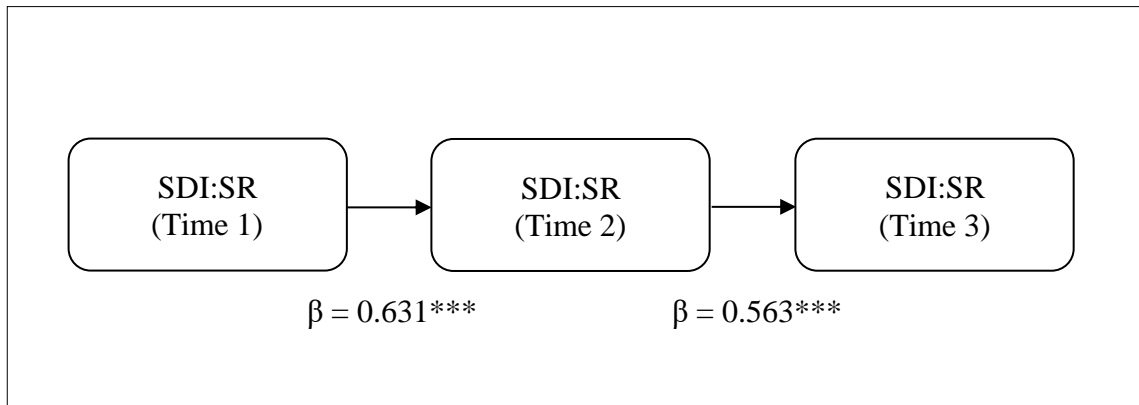 SDI:SR
(Time 1)
SDI:SR
(Time 2)
SDI:SR
(Time 3)
β = 0.631***
β = 0.563***